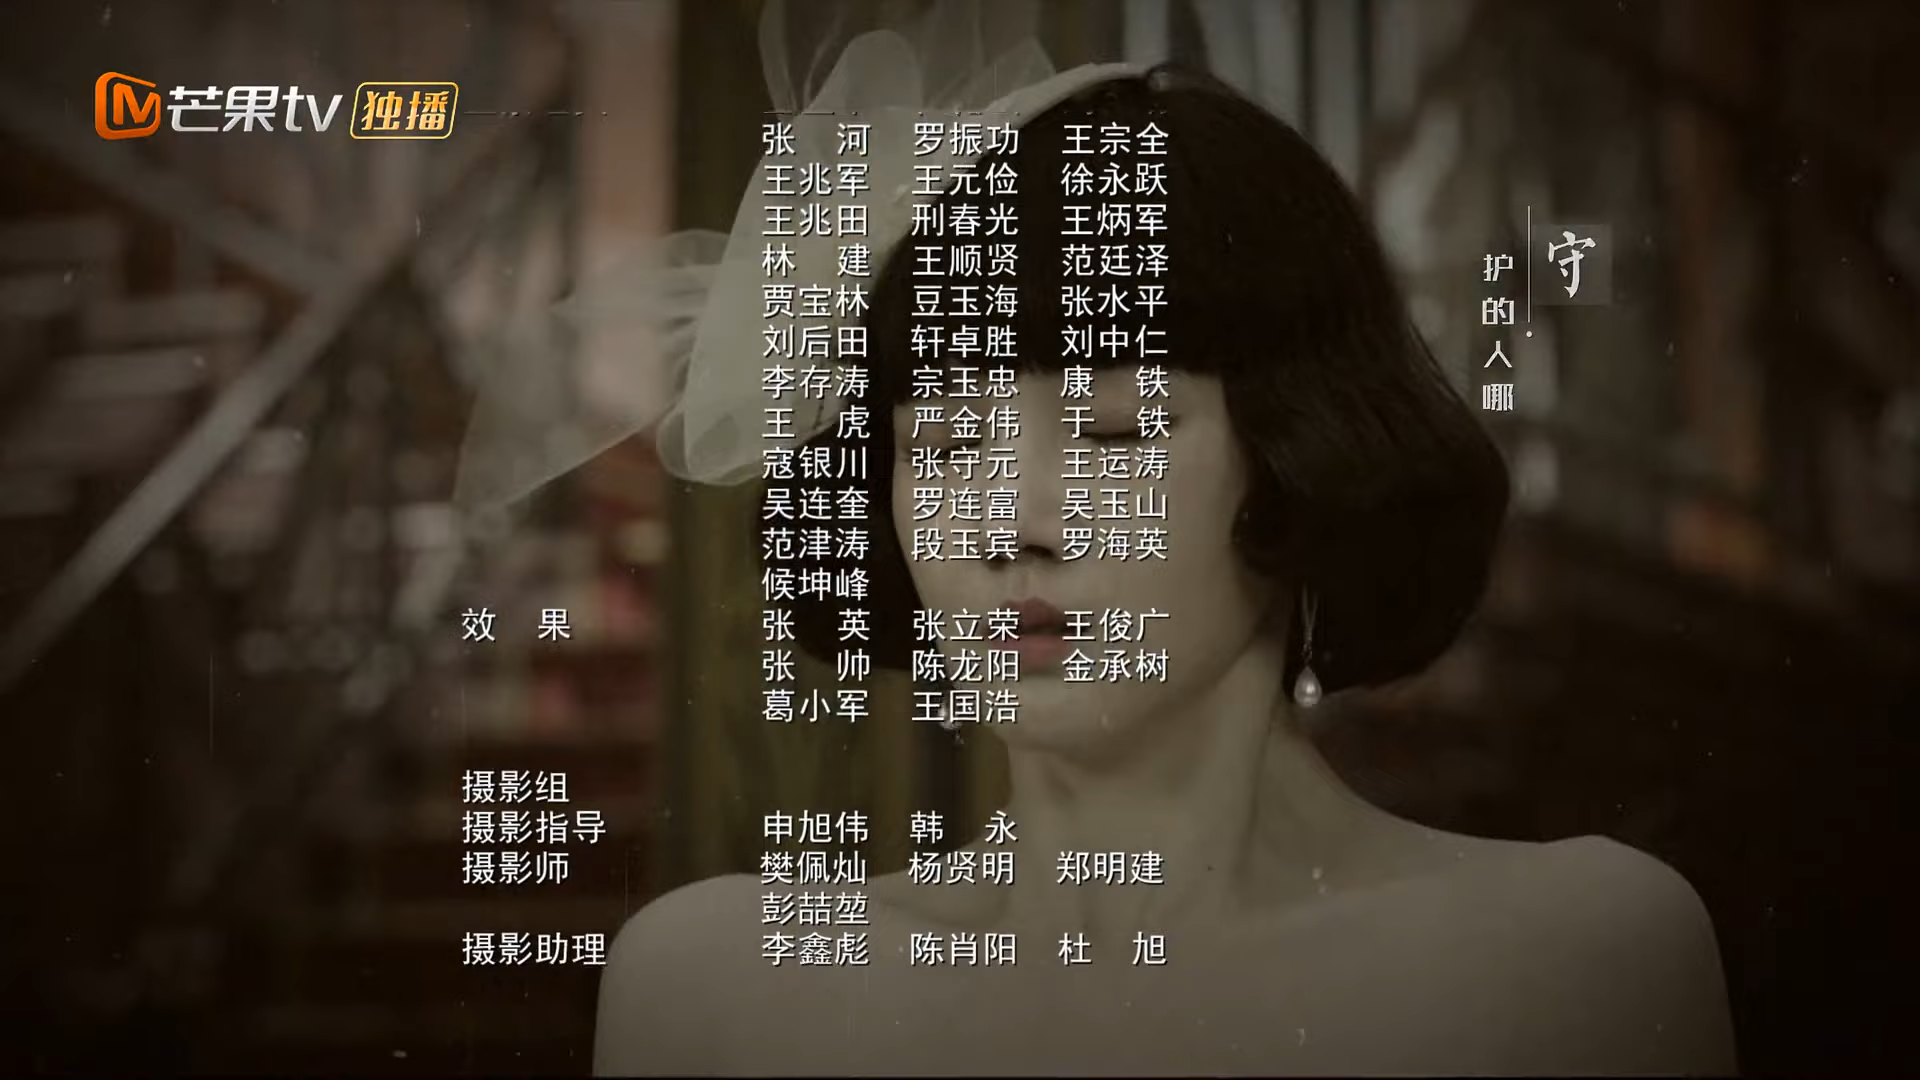 芒果tv 独播
张 河 罗振功 王宗全
王兆军 王元俭 徐永跃
王兆田 刑春光 王炳军
林 建 王顺贤 范廷泽
贾宝林 豆玉海 张水平
刘后田 轩卓胜 刘中仁
李存涛 宗玉忠 康 铁
王 虎 严金伟 于 铁
寇银川 张守元 王运涛
吴连奎 罗连富 吴玉山
范津涛 段玉宾 罗海英
候坤峰
效 果 张 英 张立荣 王俊广
张 帅 陈龙阳 金承树
葛小军 王国浩
摄影组
摄影指导 申旭伟 韩 永
摄影师 樊佩灿 杨贤明 郑明建
彭喆堃
摄影助理 李鑫彪 陈肖阳 杜 旭
守
护的人哪